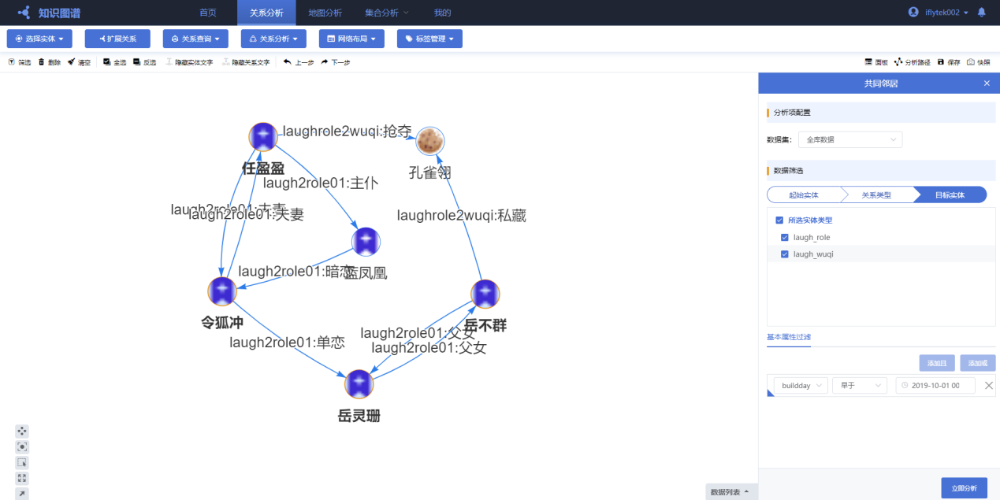 知识图谱 首页 关系分析 地图分析 集合分析 我的 iflytek002
选择实体 扩展关系 关系查询 关系分析 网络布局 标签管理
筛选 删除 清空 全选 反选 隐藏实体文字 隐藏关系文字 上一步 下一步 面板 分析路径 保存 快照
共同邻居
分析项配置
数据集: 全库数据
数据筛选
起始实体 关系类型 目标实体
所选实体类型
laugh_role
laugh_wuqi
基本属性过滤
添加且 添加或
buildday 早于 2019-10-01 00
立即分析
laughrole2wuqi:抢夺
任盈盈
孔雀翎
laugh2role01:主仆
laugh2role01:夫妻
laugh2role01:夫妻
laughrole2wuqi:私藏
laugh2role01:暗恋
蓝凤凰
令狐冲
岳不群
laugh2role01:父女
laugh2role01:单恋
laugh2role01:父女
岳灵珊
数据列表